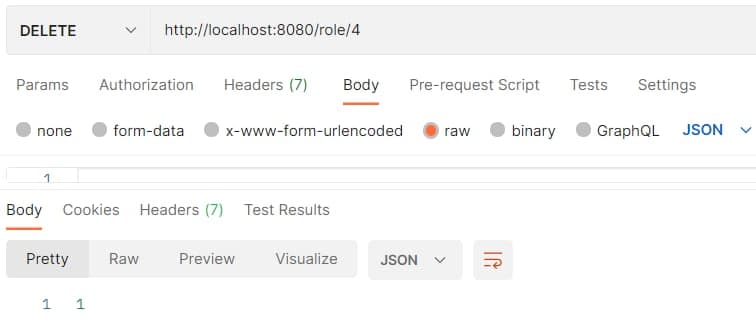 DELETE http://localhost:8080/role/4
Params Authorization Headers (7) Body Pre-request Script Tests Settings
none form-data x-www-form-urlencoded raw binary GraphQL JSON
1
Body Cookies Headers (7) Test Results
Pretty Raw Preview Visualize JSON
1 1